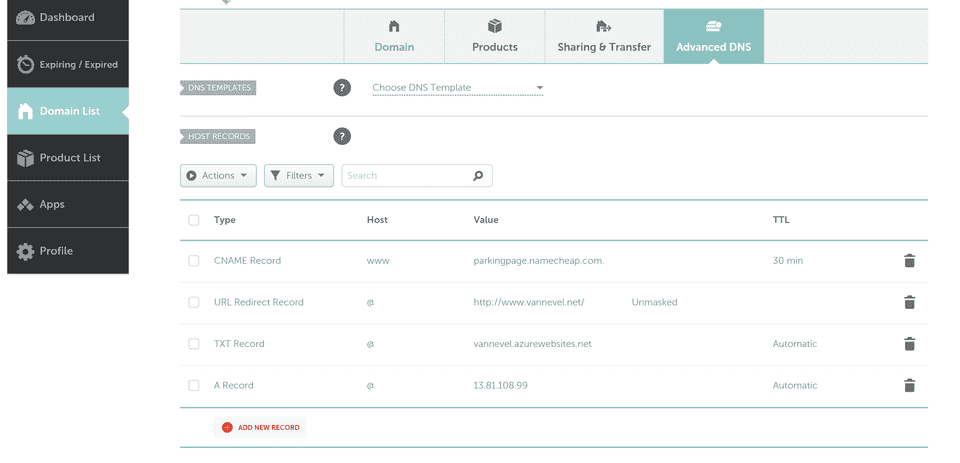 Dashboard
Expiring / Expired
Domain List
Product List
Apps
Profile
Domain
Products
Sharing & Transfer
Advanced DNS
DNS TEMPLATES
?
Choose DNS Template
HOST RECORDS
?
Actions
Filters
Search
Type Host Value TTL
CNAME Record www parkingpage.namecheap.com. 30 min
URL Redirect Record @ http://www.vannevel.net/ Unmasked
TXT Record @ vannevel.azurewebsites.net Automatic
A Record @ 13.81.108.99 Automatic
ADD NEW RECORD